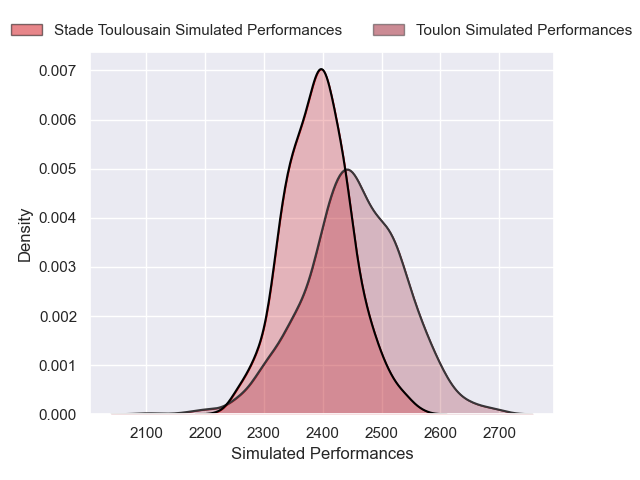 Stade Toulousain Simulated Performances
Toulon Simulated Performances
0.007
0.006
0.005
0.004
0.003
0.002
0.001
0.000
Density
2100 2200 2300 2400 2500 2600 2700
Simulated Performances